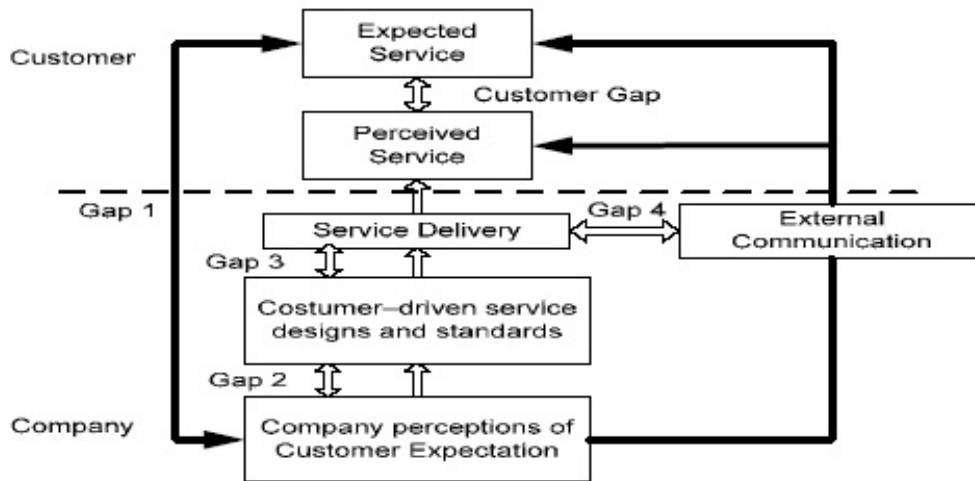 Expected
Service
Customer
Customer Gap
Perceived
Service
Gap 1
Gap 4
Service Delivery
External
Communication
Gap 3
Costumer–driven service
designs and standards
Gap 2
Company
Company perceptions of
Customer Expectation